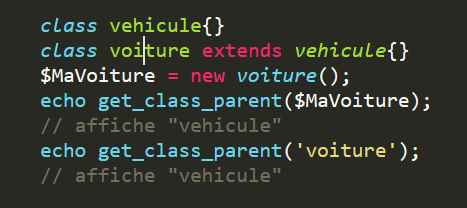 class vehicule{}
class voiture extends vehicule{}
$MaVoiture = new voiture();
echo get_class_parent($MaVoiture);
// affiche "vehicule"
echo get_class_parent('voiture');
// affiche "vehicule"